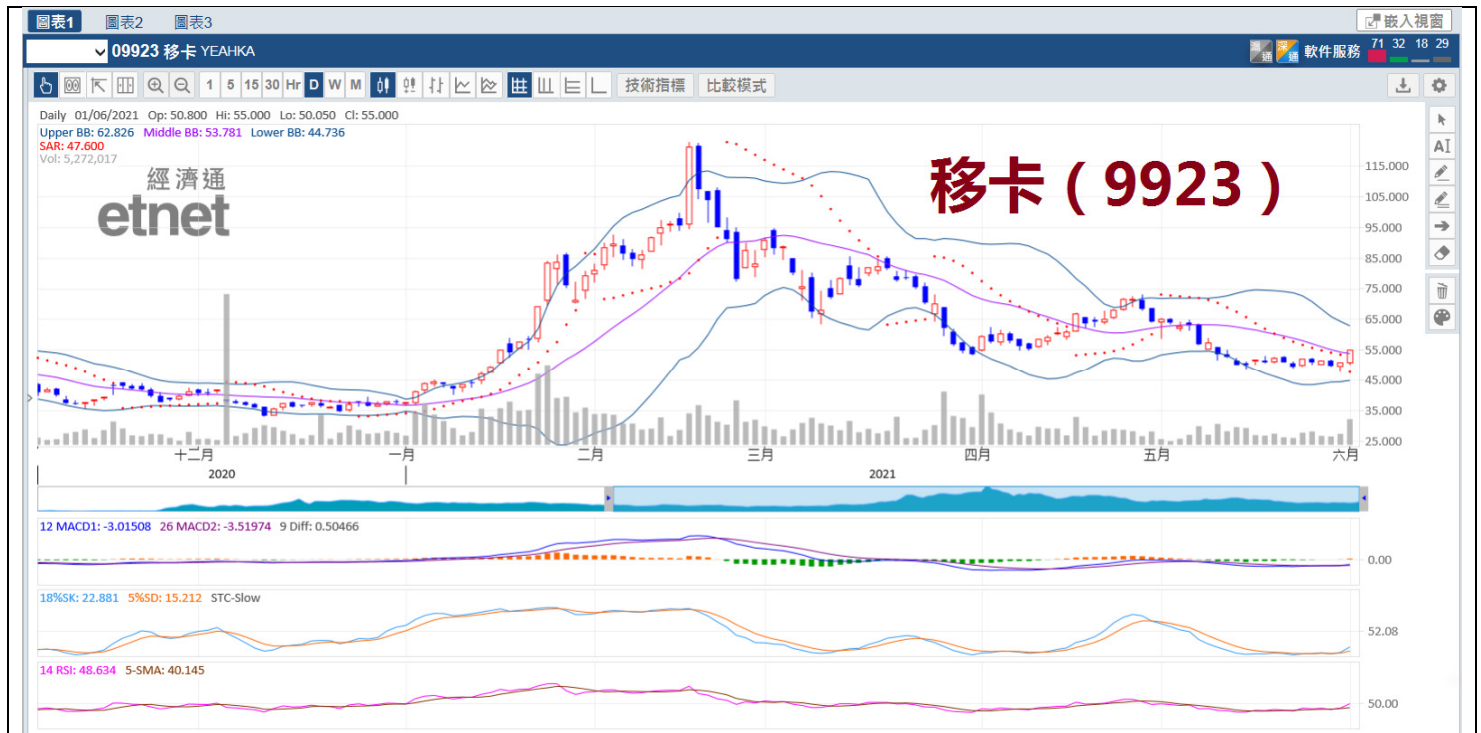 圖表1 圖表2 圖表3 嵌入視窗
09923 移卡 YEAHKA 滬通 深通 軟件服務 71 32 18 29
1 5 15 30 Hr D W M 技術指標 比較模式
Daily 01/06/2021 Op: 50.800 Hi: 55.000 Lo: 50.050 Cl: 55.000
Upper BB: 62.826 Middle BB: 53.781 Lower BB: 44.736
SAR: 47.600
Vol: 5,272,017
AI
經濟通
etnet
移卡（9923）
115.000
105.000
95.000
85.000
75.000
65.000
55.000
45.000
35.000
25.000
十二月 一月 二月 三月 四月 五月 六月
2020 2021
12 MACD1: -3.01508 26 MACD2: -3.51974 9 Diff: 0.50466
0.00
18%SK: 22.881 5%SD: 15.212 STC-Slow
52.08
14 RSI: 48.634 5-SMA: 40.145
50.00